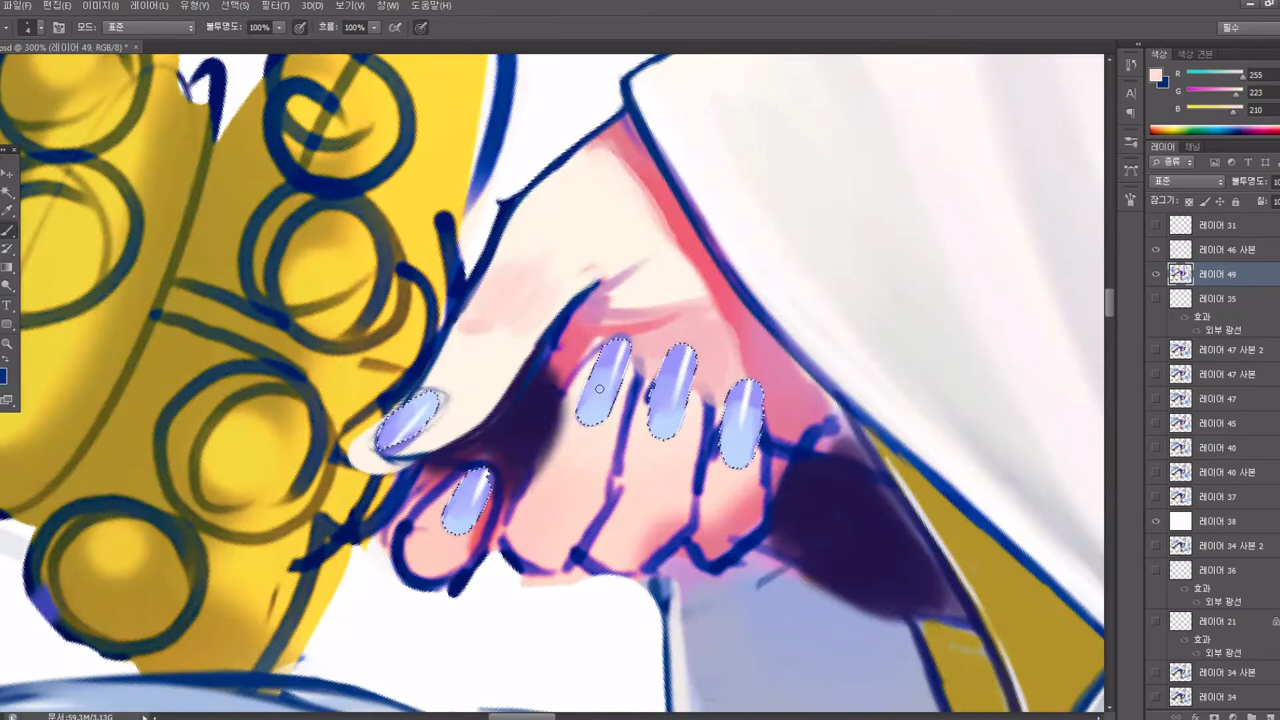 파일(F) 편집(E) 이미지(I) 레이어(L) 유형(Y) 선택(S) 필터(T) 3D(D) 보기(V) 창(W) 도움말(H)
4 모드: 표준 불투명도: 100% 흐름: 100% 필수
psd @ 300% (레이어 49, RGB/8) * ×
색상 색상 견본
R 255
G 223
B 210
레이어 채널
종류
표준 불투명도:
잠그기: 칠:
레이어 31
레이어 46 사본
레이어 49
레이어 35
효과
외부 광선
레이어 47 사본 2
레이어 47 사본
레이어 47
레이어 45
레이어 40
레이어 40 사본
레이어 37
레이어 38
레이어 34 사본 2
레이어 36
효과
외부 광선
레이어 21
효과
외부 광선
레이어 34 사본
레이어 34
문서:59.3M/3.13G